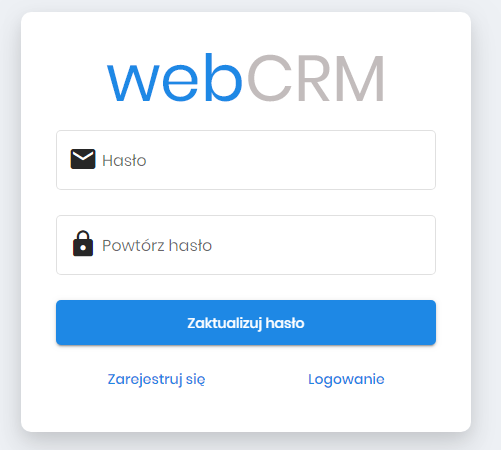 webCRM
Hasło
Powtórz hasło
Zaktualizuj hasło
Zarejestruj się Logowanie